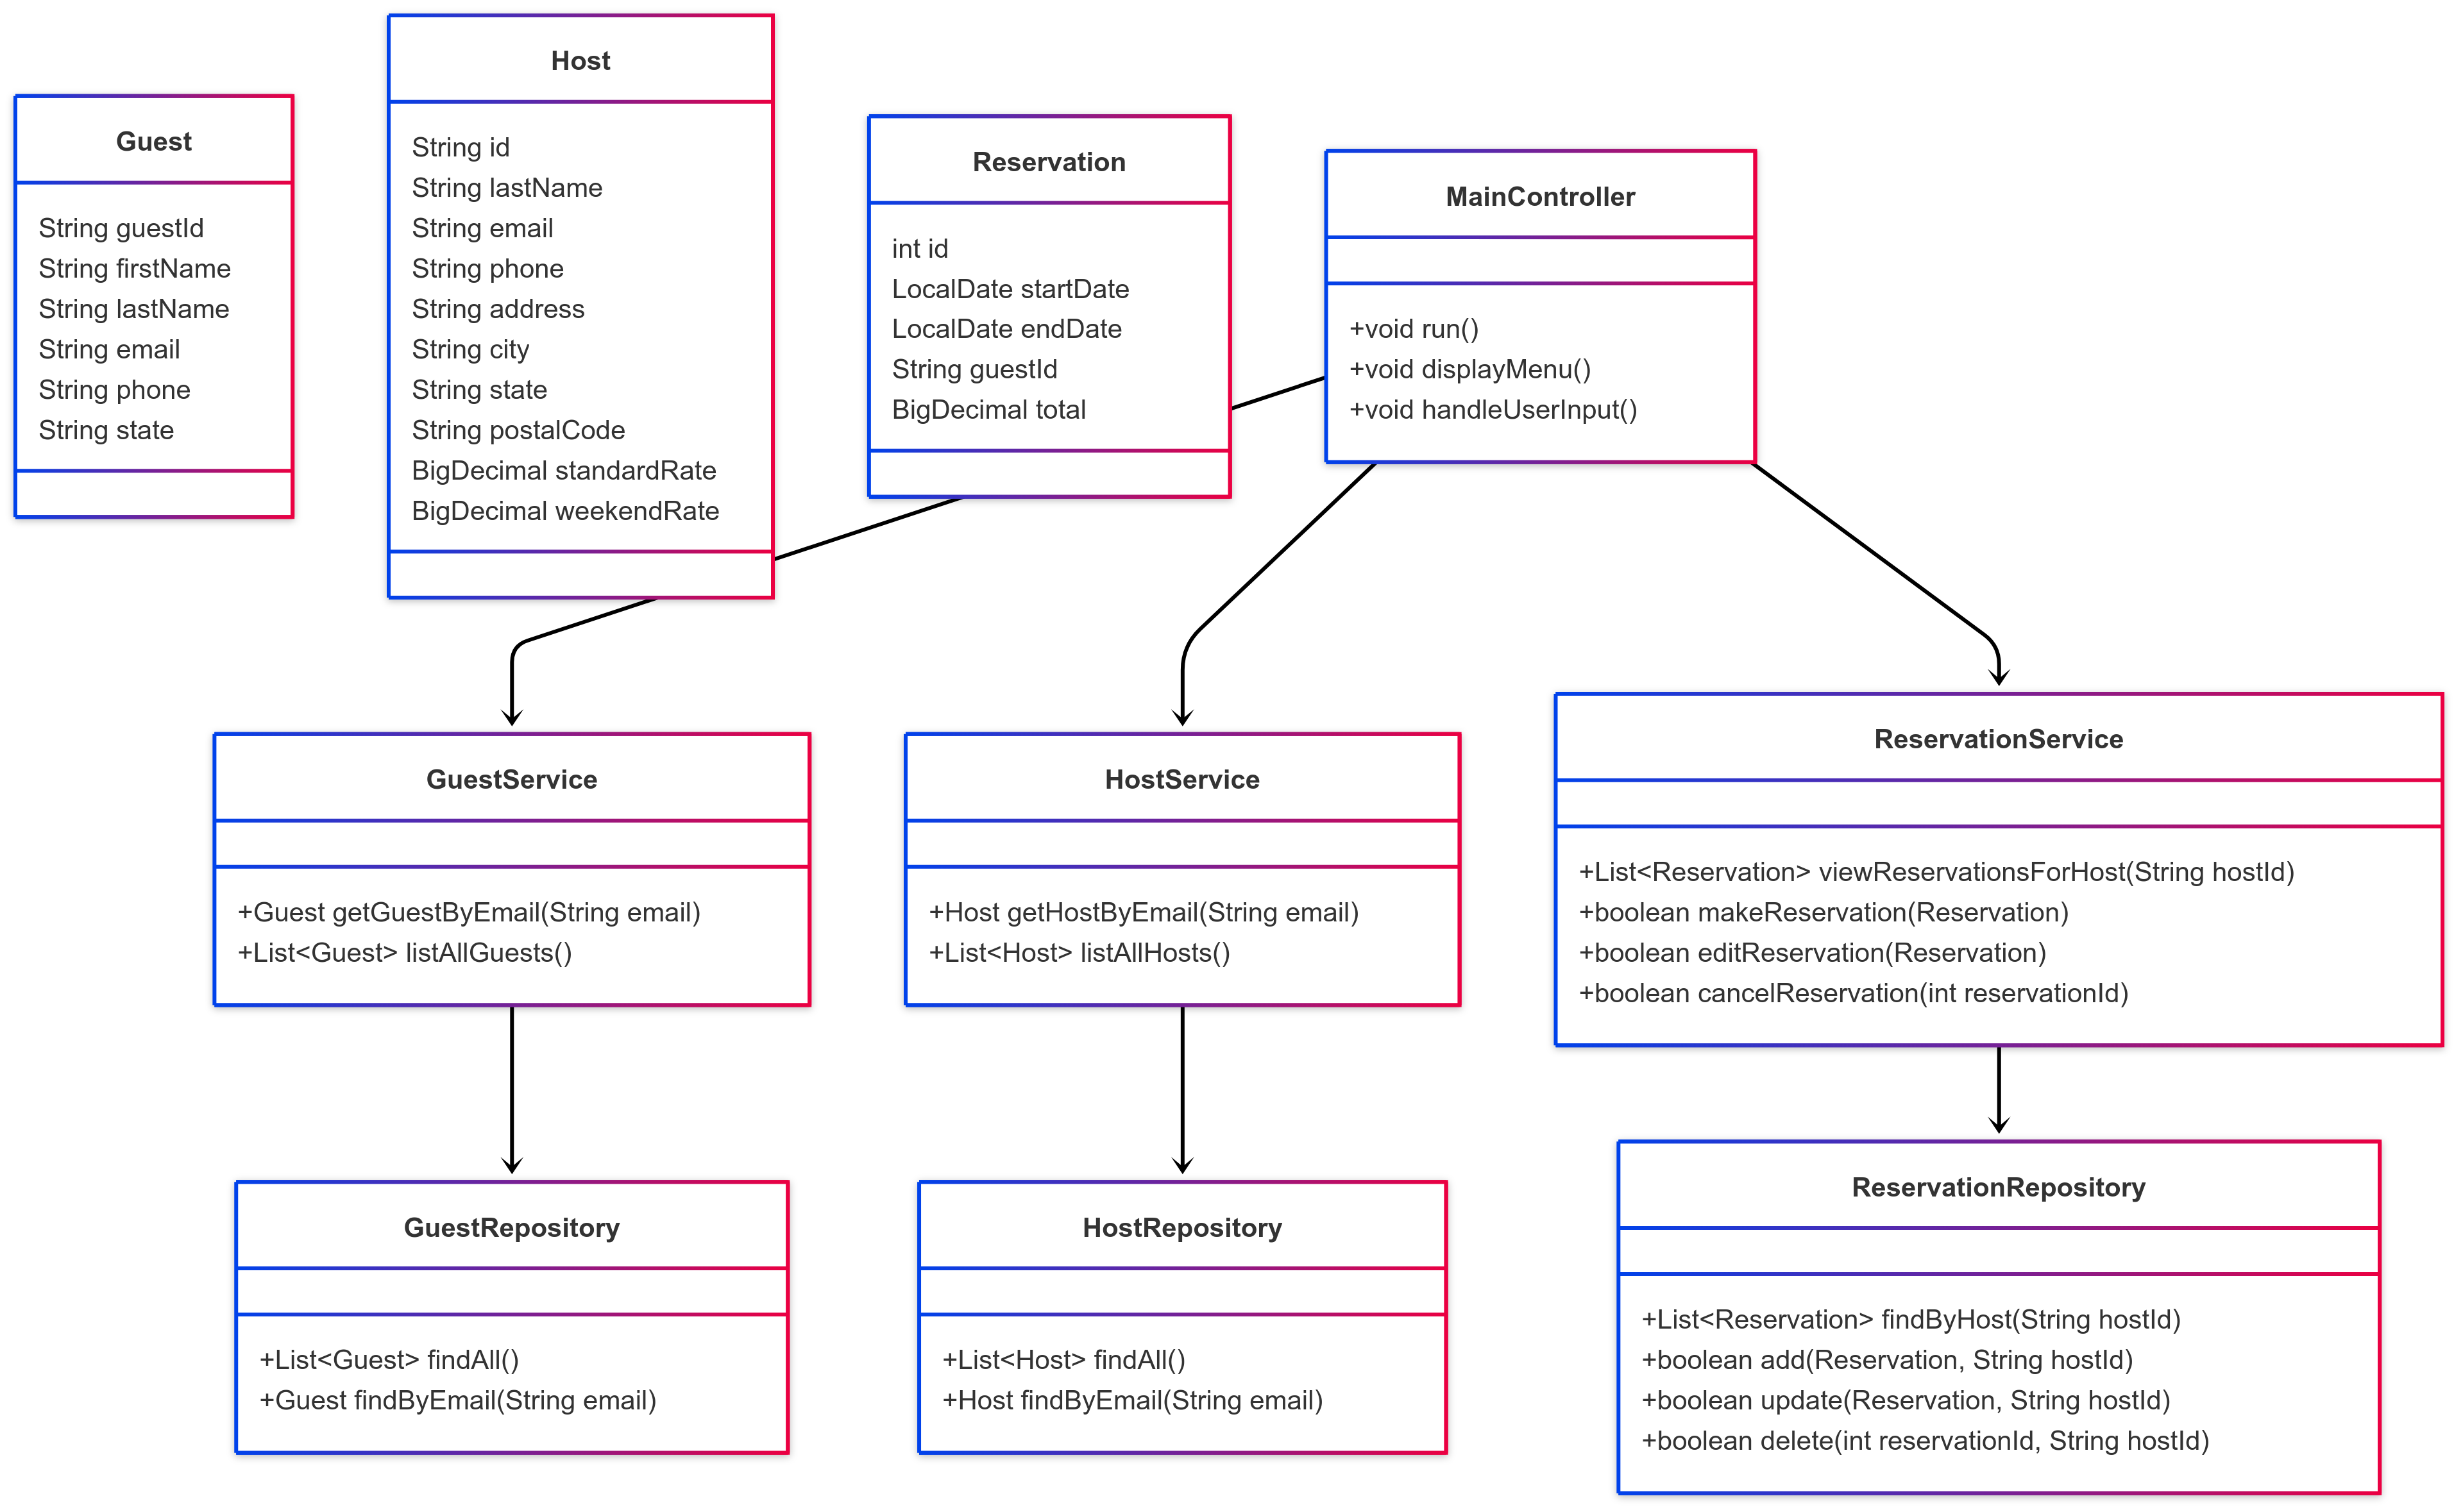 Guest
String guestId
String firstName
String lastName
String email
String phone
String state
Host
String id
String lastName
String email
String phone
String address
String city
String state
String postalCode
BigDecimal standardRate
BigDecimal weekendRate
Reservation
int id
LocalDate startDate
LocalDate endDate
String guestId
BigDecimal total
MainController
+void run()
+void displayMenu()
+void handleUserInput()
GuestService
+Guest getGuestByEmail(String email)
+List<Guest> listAllGuests()
HostService
+Host getHostByEmail(String email)
+List<Host> listAllHosts()
ReservationService
+List<Reservation> viewReservationsForHost(String hostId)
+boolean makeReservation(Reservation)
+boolean editReservation(Reservation)
+boolean cancelReservation(int reservationId)
GuestRepository
+List<Guest> findAll()
+Guest findByEmail(String email)
HostRepository
+List<Host> findAll()
+Host findByEmail(String email)
ReservationRepository
+List<Reservation> findByHost(String hostId)
+boolean add(Reservation, String hostId)
+boolean update(Reservation, String hostId)
+boolean delete(int reservationId, String hostId)